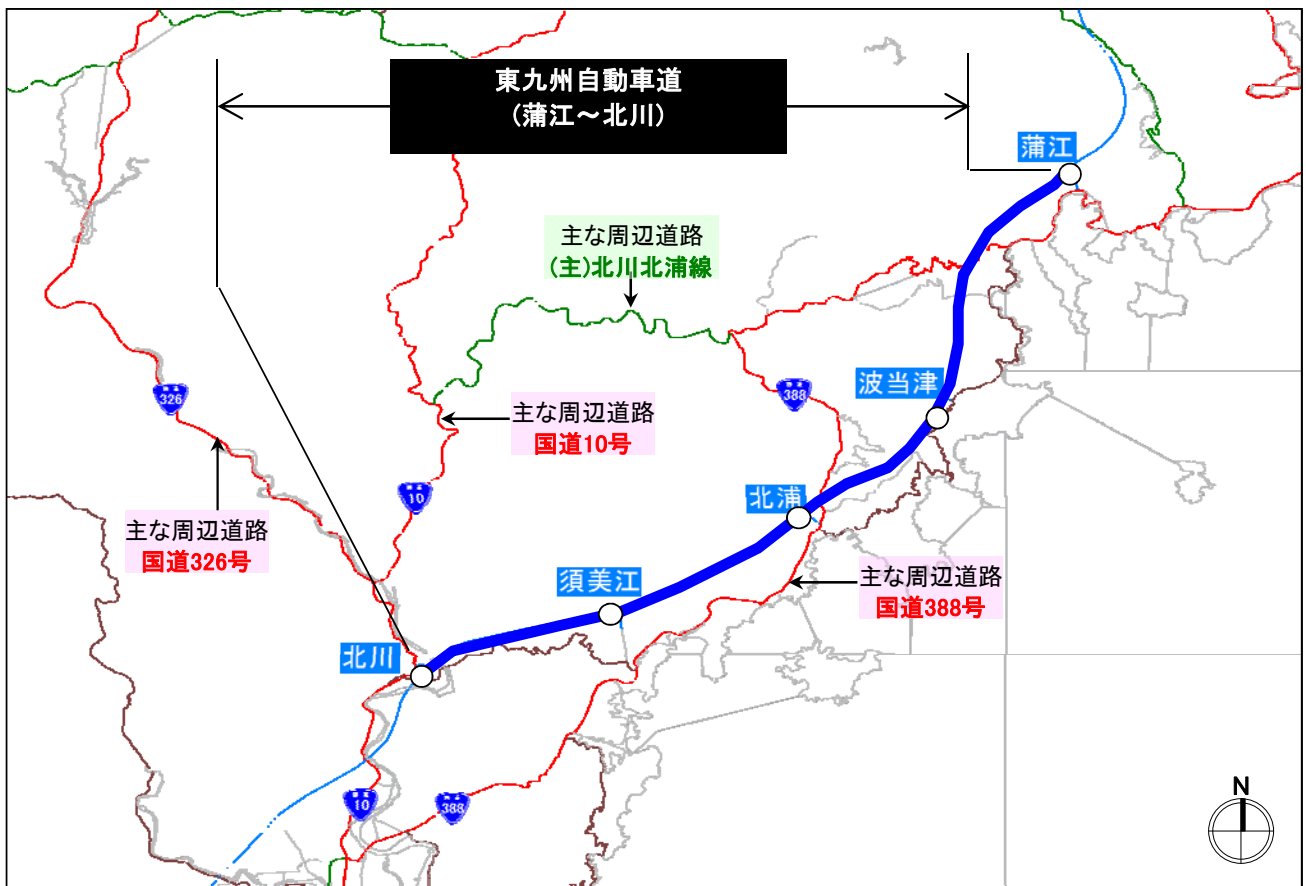 東九州自動車道
(蒲江～北川)
蒲江
主な周辺道路
(主)北川北浦線
波当津
388
326
主な周辺道路
国道10号
10
北浦
主な周辺道路
国道326号
須美江
主な周辺道路
国道388号
北川
N
10
388